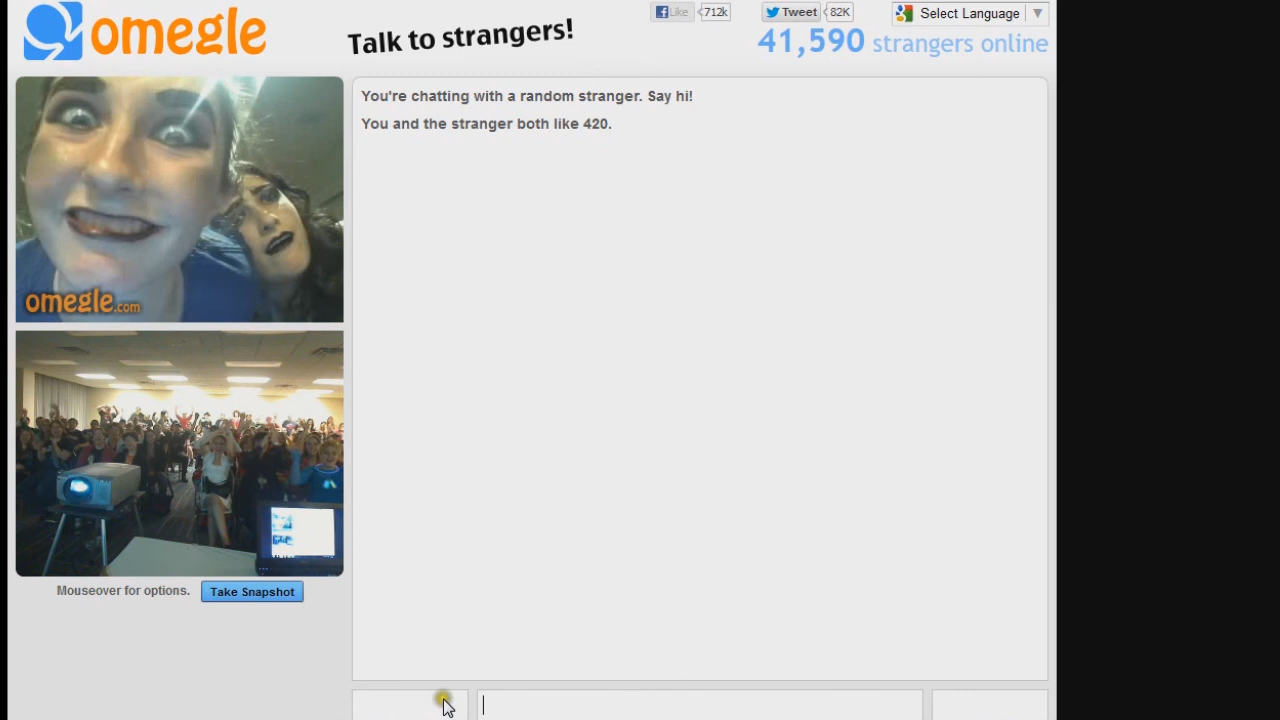 omegle
Talk to strangers!
Like 712k
Tweet 82K
Select Language
41,590 strangers online
You're chatting with a random stranger. Say hi!
You and the stranger both like 420.
omegle.com
Mouseover for options.
Take Snapshot